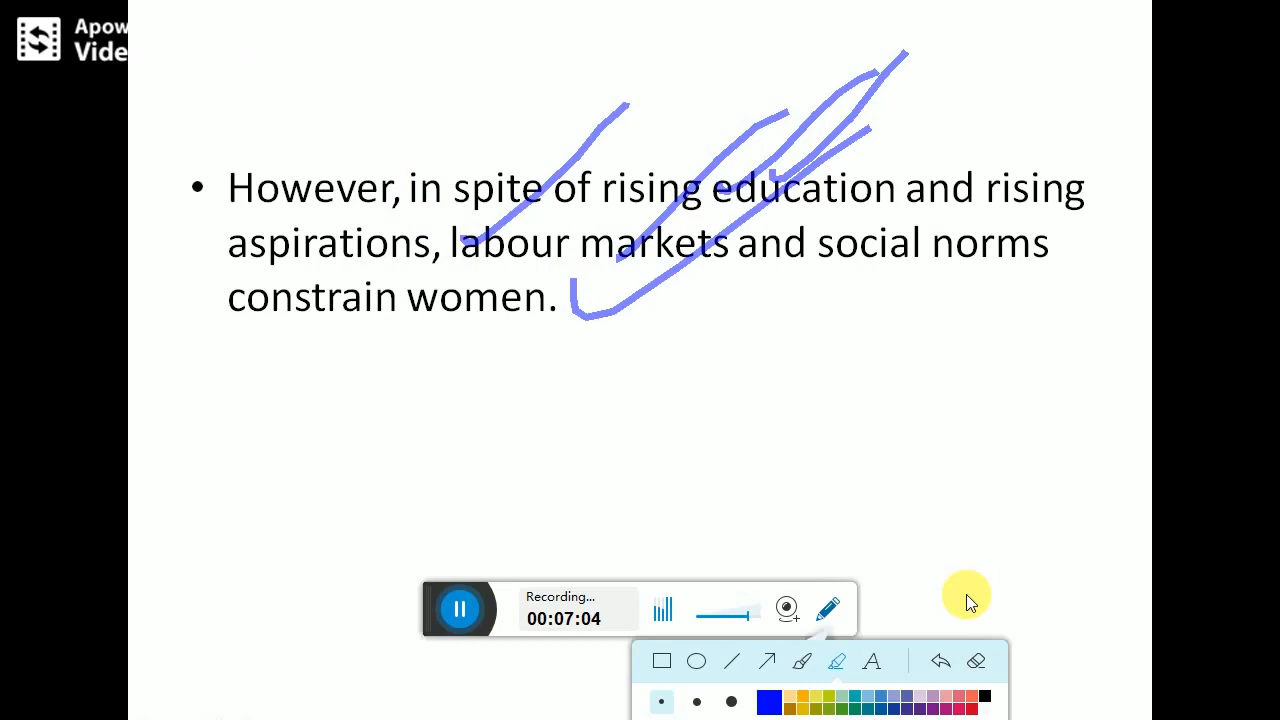 Apow
Vide
• However, in spite of rising education and rising
aspirations, labour markets and social norms
constrain women.
Recording...
00:07:04
A